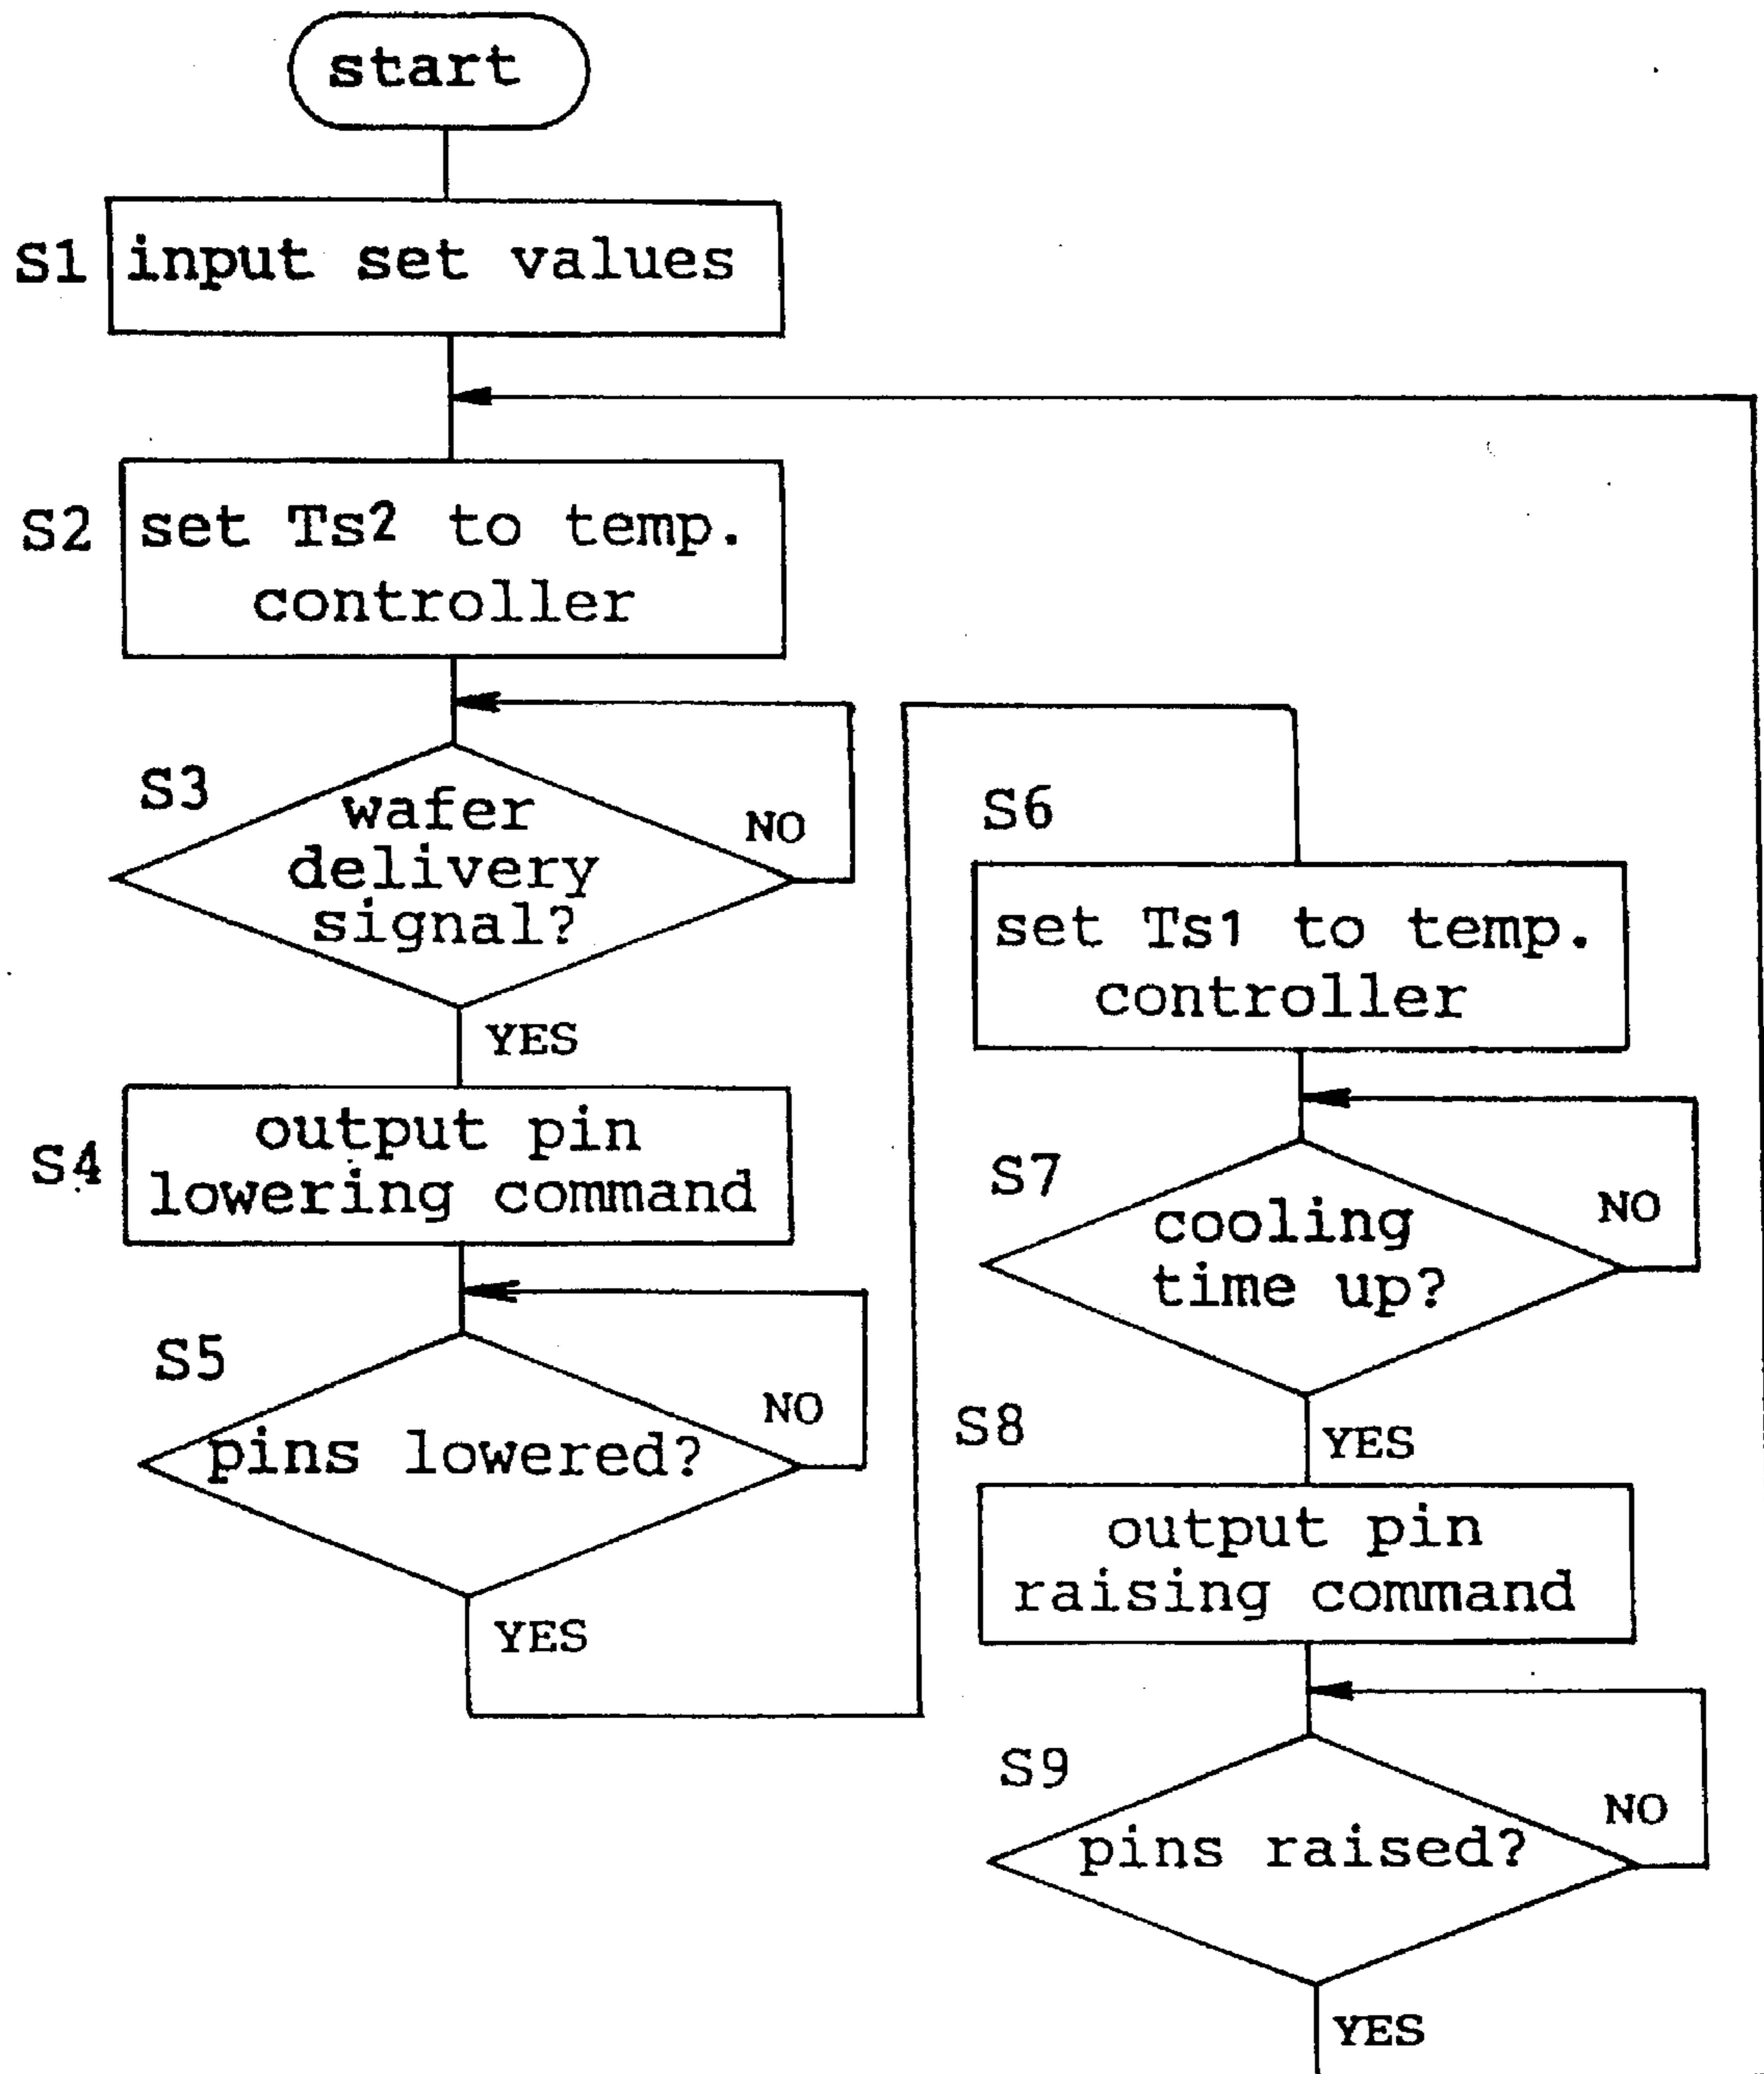 start
S1
input set values
S2
set Ts2 to temp.
controller
S3
wafer
delivery
signal?
NO
YES
S4
output pin
lowering command
S5
pins lowered?
NO
YES
S6
set Ts1 to temp.
controller
S7
cooling
time up?
NO
YES
S8
output pin
raising command
S9
pins raised?
NO
YES